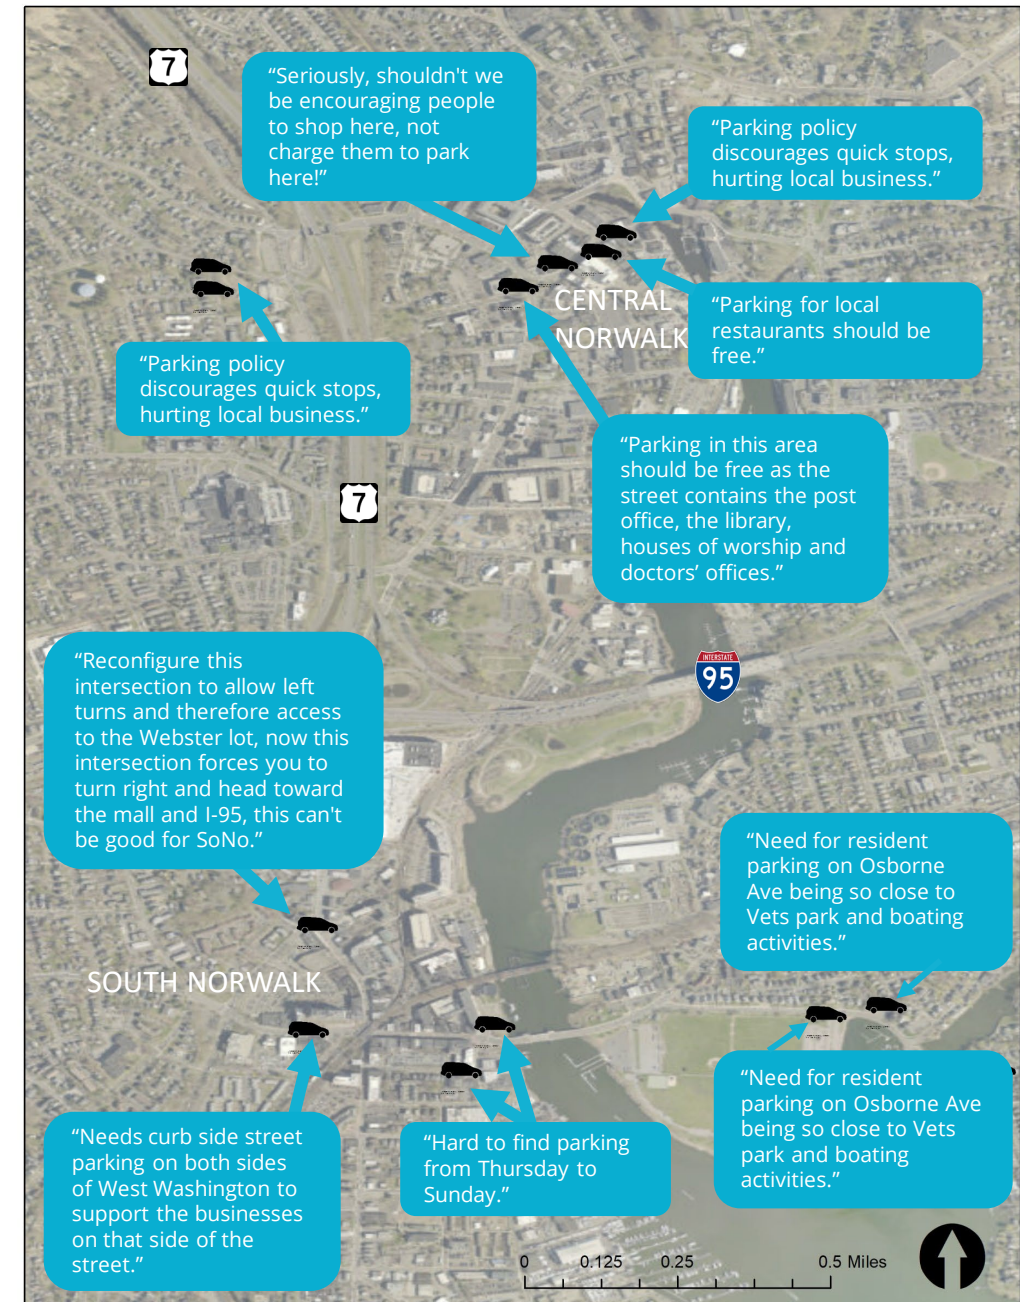 7
“Seriously, shouldn't we
be encouraging people
to shop here, not
charge them to park
here!”
“Parking policy
discourages quick stops,
hurting local business.”
CENTRAL
NORWALK
“Parking for local
restaurants should be
free.”
“Parking policy
discourages quick stops,
hurting local business.”
“Parking in this area
should be free as the
street contains the post
office, the library,
houses of worship and
doctors’ offices.”
7
“Reconfigure this
intersection to allow left
turns and therefore access
to the Webster lot, now this
intersection forces you to
turn right and head toward
the mall and I-95, this can't
be good for SoNo.”
INTERSTATE
95
“Need for resident
parking on Osborne
Ave being so close to
Vets park and boating
activities.”
SOUTH NORWALK
“Need for resident
parking on Osborne Ave
being so close to Vets
park and boating
activities.”
“Needs curb side street
parking on both sides
of West Washington to
support the businesses
on that side of the
street.”
“Hard to find parking
from Thursday to
Sunday.”
0 0.125 0.25 0.5 Miles